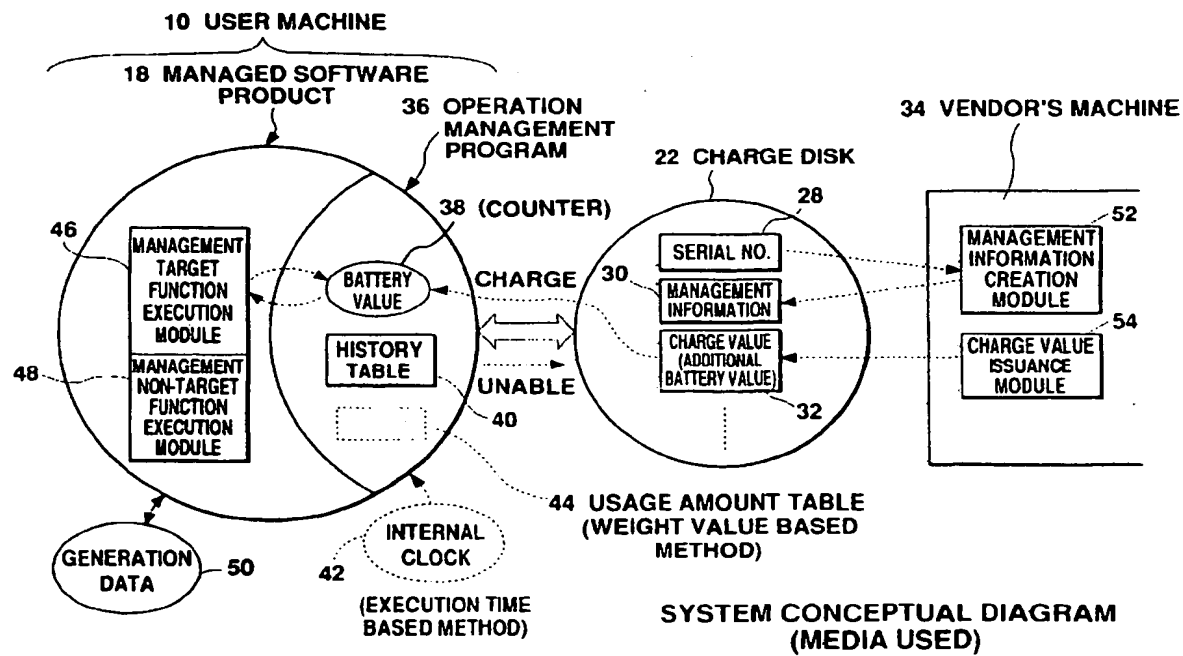 10 USER MACHINE
18 MANAGED SOFTWARE
PRODUCT
36 OPERATION
MANAGEMENT
PROGRAM
34 VENDOR'S MACHINE
22 CHARGE DISK
38 (COUNTER)
28
52
46
MANAGEMENT
TARGET
FUNCTION
EXECUTION
MODULE
BATTERY
VALUE
CHARGE
30
SERIAL NO.
MANAGEMENT
INFORMATION
MANAGEMENT
INFORMATION
CREATION
MODULE
54
48
MANAGEMENT
NON-TARGET
FUNCTION
EXECUTION
MODULE
HISTORY
TABLE
UNABLE
CHARGE VALUE
(ADDITIONAL
BATTERY VALUE)
CHARGE VALUE
ISSUANCE
MODULE
40
32
44 USAGE AMOUNT TABLE
(WEIGHT VALUE BASED
METHOD)
GENERATION
DATA
50
42
INTERNAL
CLOCK
(EXECUTION TIME
BASED METHOD)
SYSTEM CONCEPTUAL DIAGRAM
(MEDIA USED)